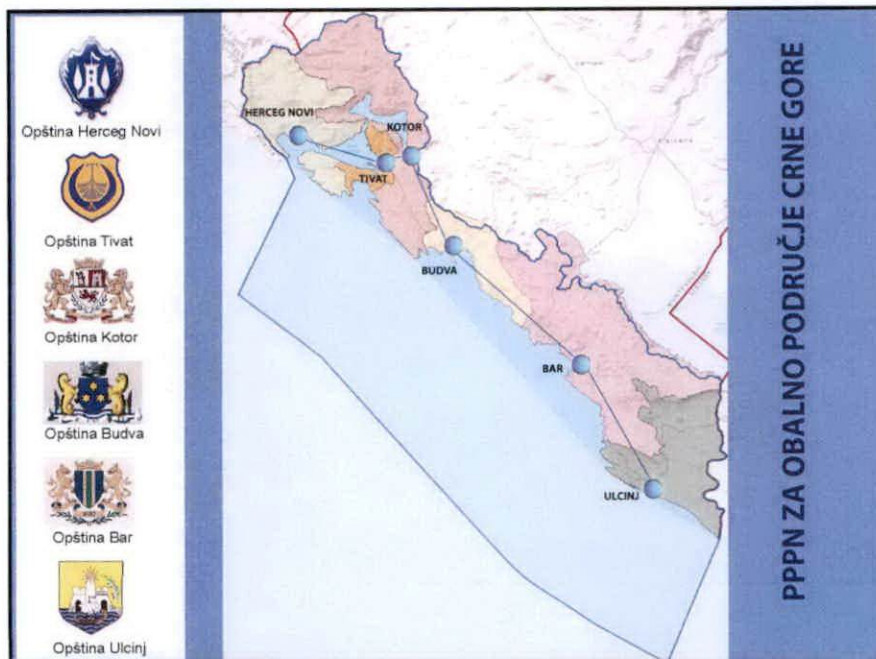 Opština Herceg Novi
Opština Tivat
Opština Kotor
Opština Budva
Opština Bar
Opština Ulcinj
HERCEG NOVI
KOTOR
TIVAT
BUDVA
BAR
ULCINJ
PPPN ZA OBALNO PODRUČJE CRNE GORE